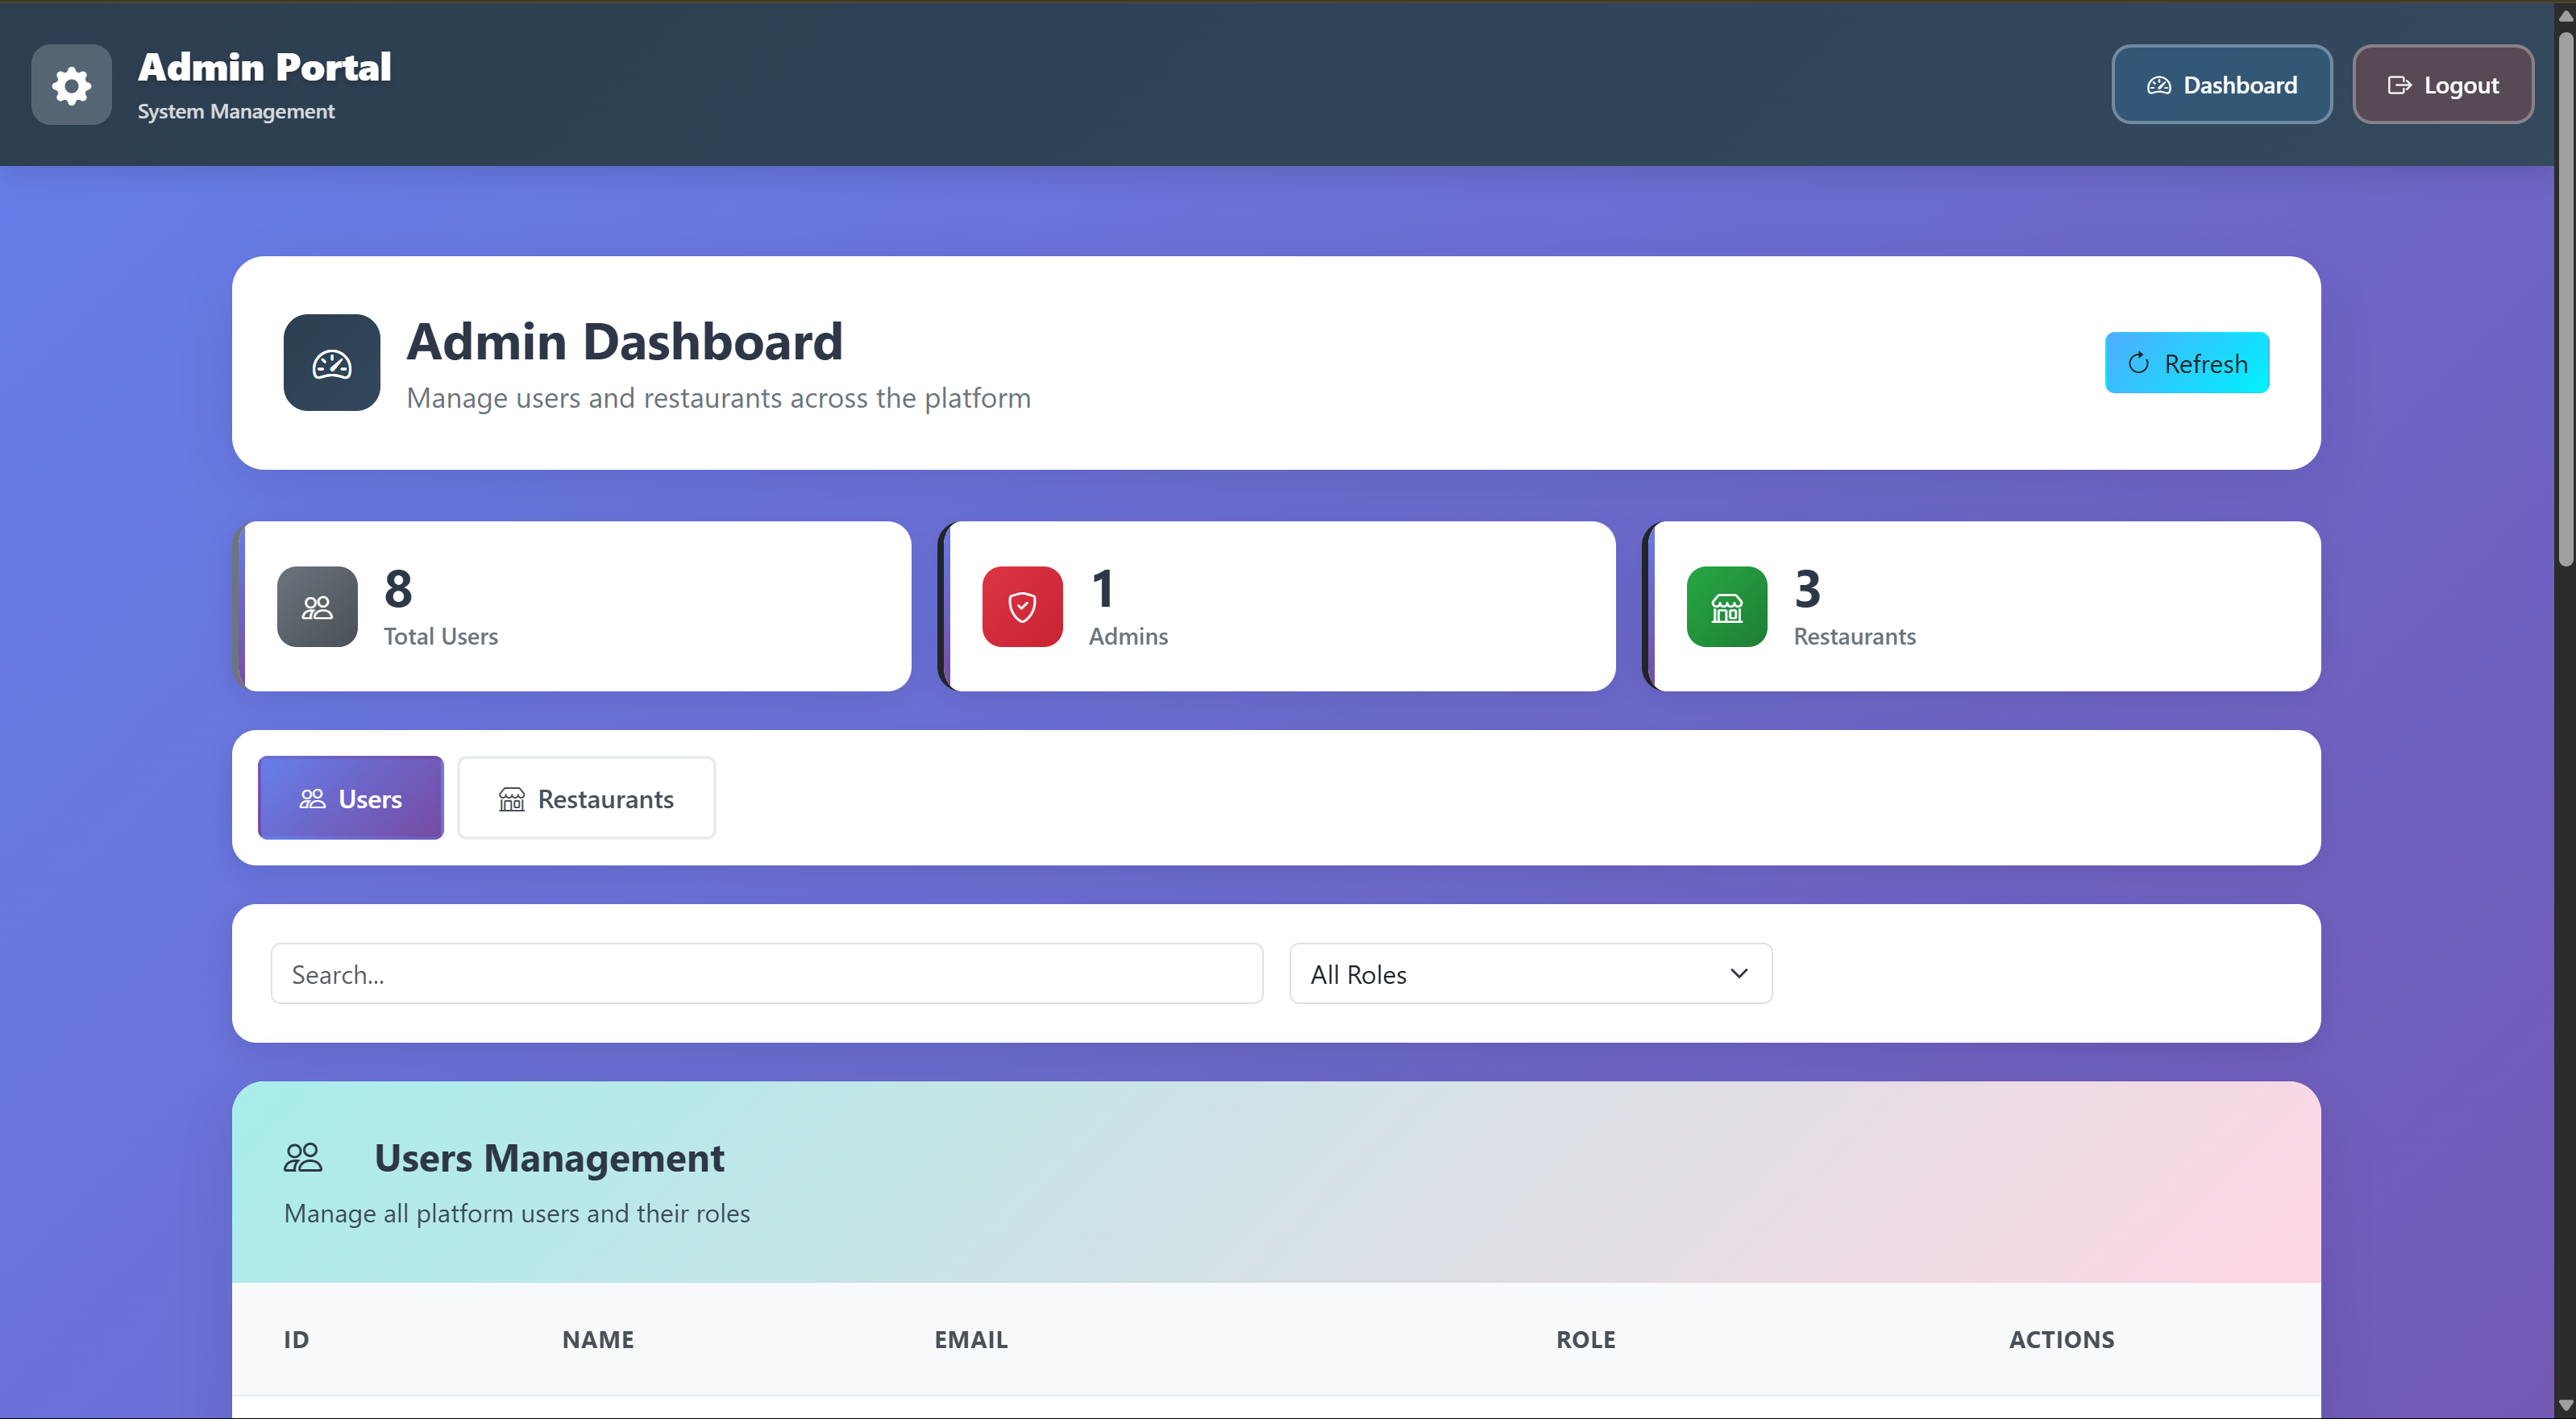 Admin Portal
System Management
Dashboard
Logout
Admin Dashboard
Manage users and restaurants across the platform
Refresh
8
Total Users
1
Admins
3
Restaurants
Users
Restaurants
Search...
All Roles
Users Management
Manage all platform users and their roles
ID NAME EMAIL ROLE ACTIONS